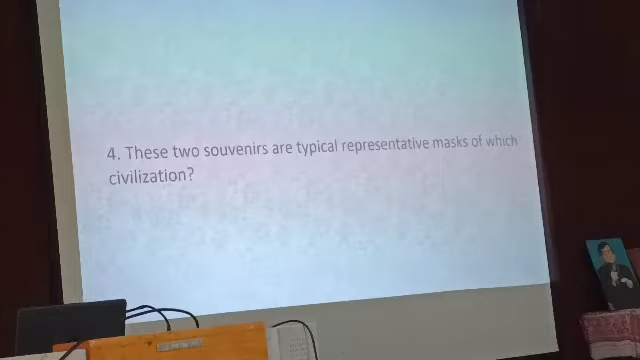 4. These two souvenirs are typical representative masks of which
civilization?